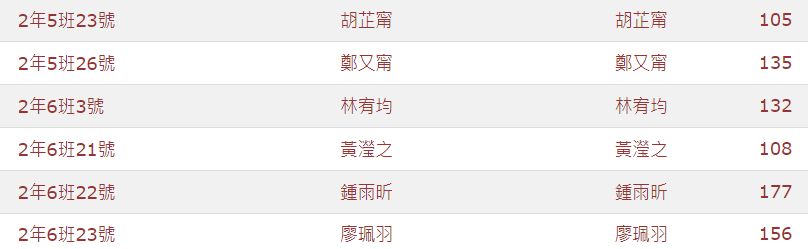 2年5班23號 胡芷甯 胡芷甯 105
2年5班26號 鄭又甯 鄭又甯 135
2年6班3號 林宥均 林宥均 132
2年6班21號 黃瀅之 黃瀅之 108
2年6班22號 鍾雨昕 鍾雨昕 177
2年6班23號 廖珮羽 廖珮羽 156